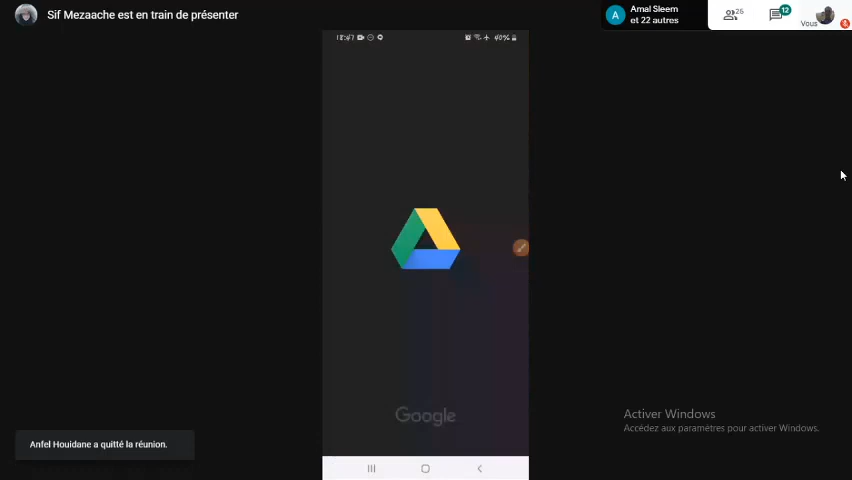 Sif Mezaache est en train de présenter
Amal Sleem
et 22 autres
A
25
12
Vous
40%
Google
Activer Windows
Accédez aux paramètres pour activer Windows.
Anfel Houidane a quitté la réunion.